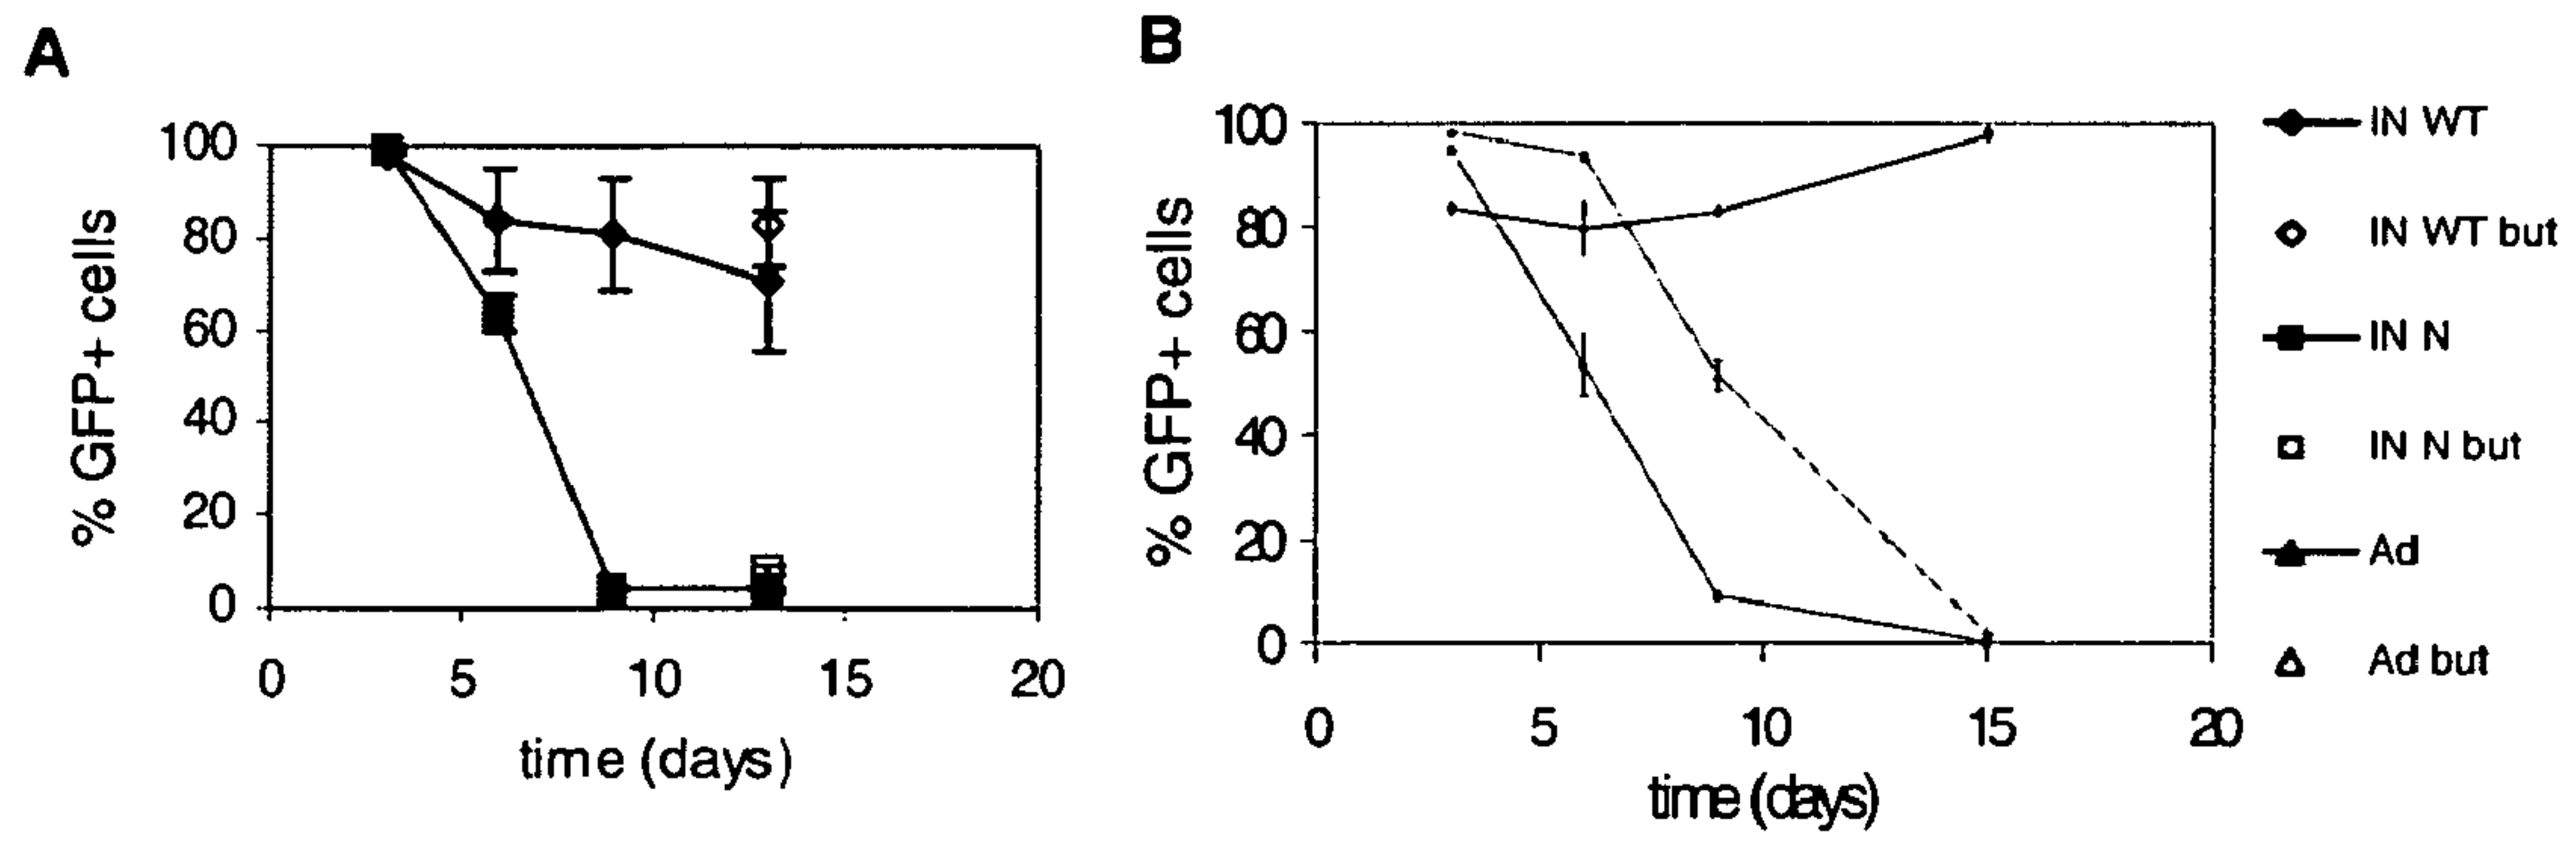 A
100
80
60
40
20
0
0 5 10 15 20
% GFP+ cells
time (days)
B
100
80
60
40
20
0
0 5 10 15 20
% GFP+ cells
time (days)
IN WT
IN WT but
IN N
IN N but
Ad
Ad but